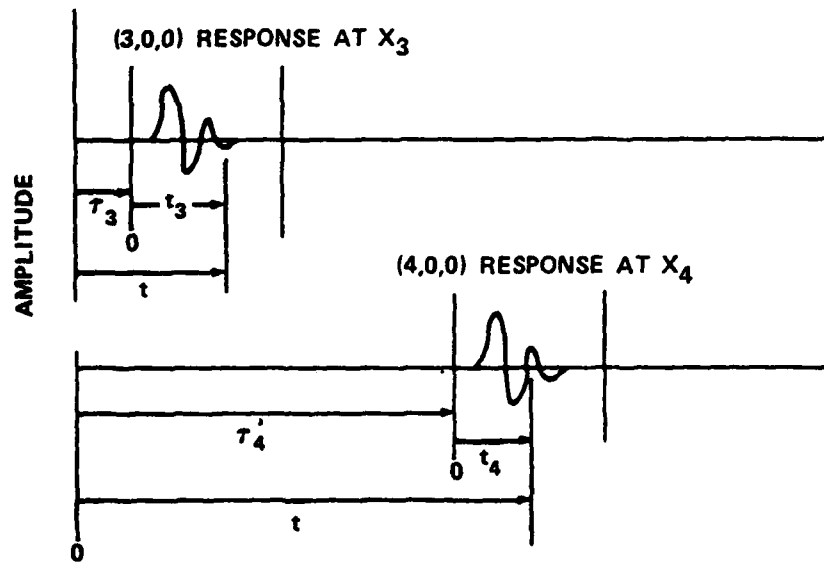 (3,0,0) RESPONSE AT X₃
AMPLITUDE
τ₃
t₃
0
t
(4,0,0) RESPONSE AT X₄
τ₄'
0
t₄
t
0